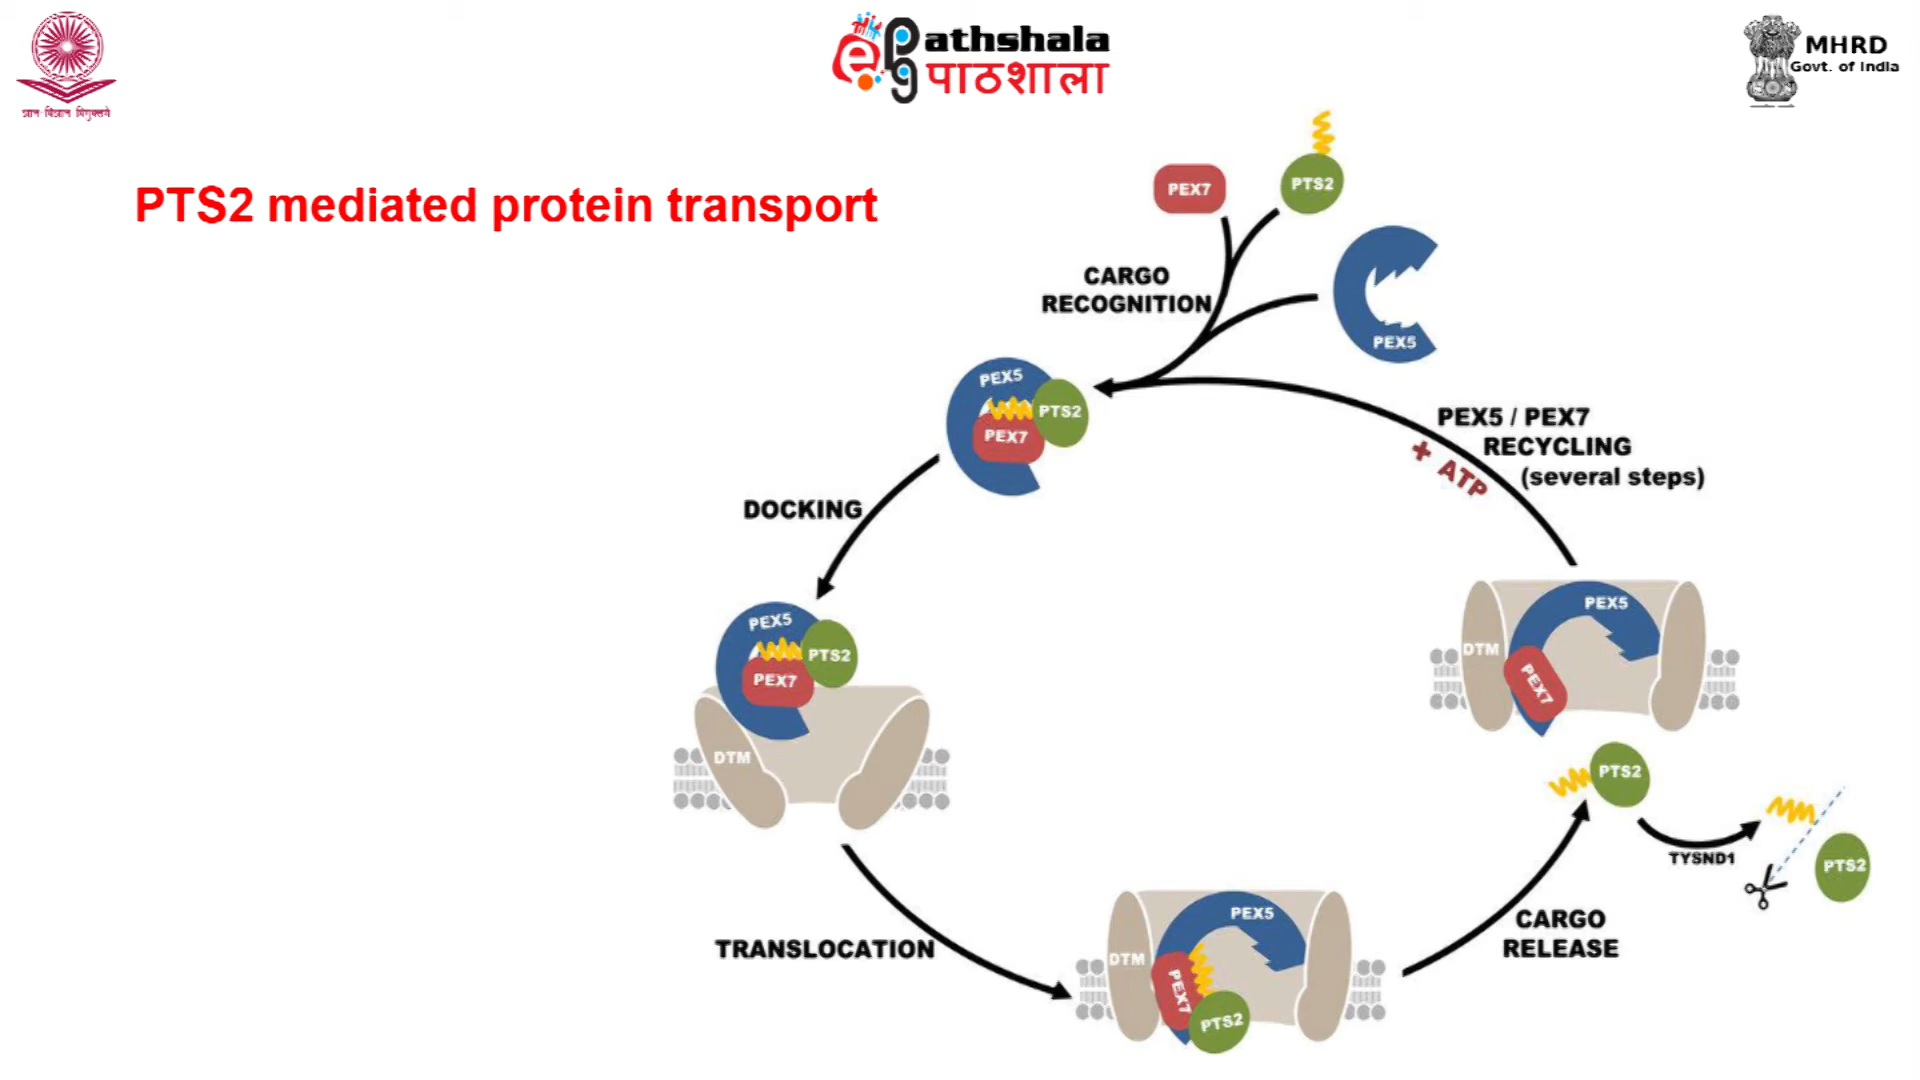 ज्ञान-विज्ञान विमुक्तये
e
pg
athshala
पाठशाला
MHRD
Govt. of India
PTS2 mediated protein transport
PEX7
PTS2
CARGO
RECOGNITION
PEX5
PEX5
PTS2
PEX7
PEX5 / PEX7
RECYCLING
(several steps)
+ ATP
DOCKING
PEX5
PTS2
PEX7
DTM
PEX5
DTM
PEX7
PTS2
TYSND1
PTS2
TRANSLOCATION
PEX5
DTM
PEX7
PTS2
CARGO
RELEASE